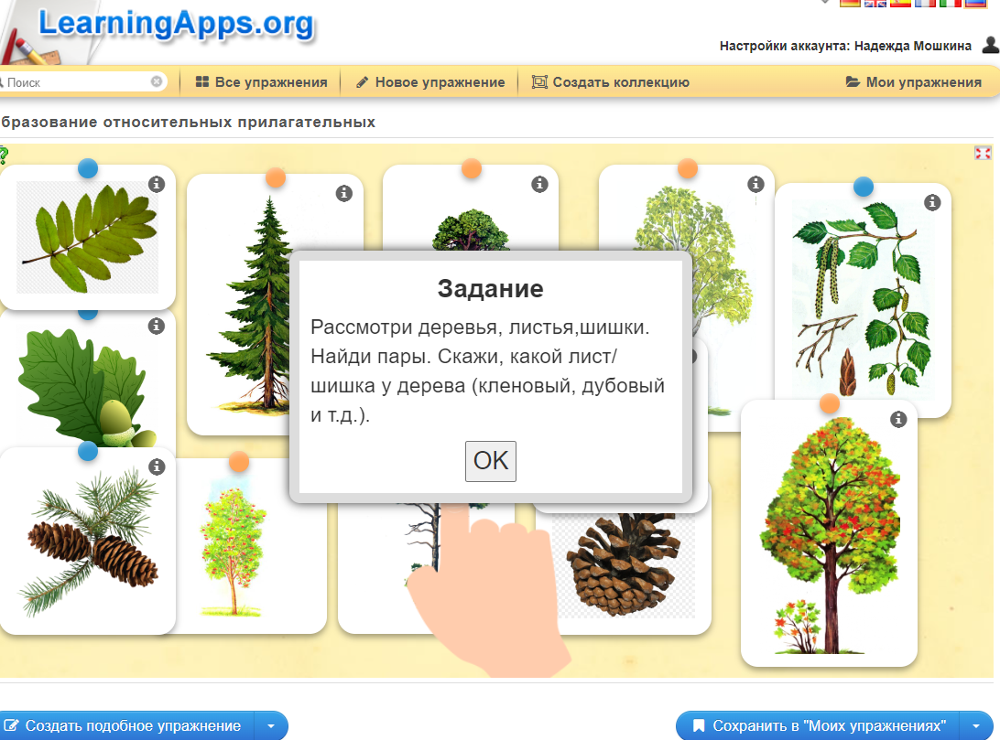 LearningApps.org
Настройки аккаунта: Надежда Мошкина
Поиск
Все упражнения
Новое упражнение
Создать коллекцию
Мои упражнения
бразование относительных прилагательных
Задание
Рассмотри деревья, листья,шишки.
Найди пары. Скажи, какой лист/
шишка у дерева (кленовый, дубовый
и т.д.).
OK
Создать подобное упражнение
Сохранить в "Моих упражнениях"